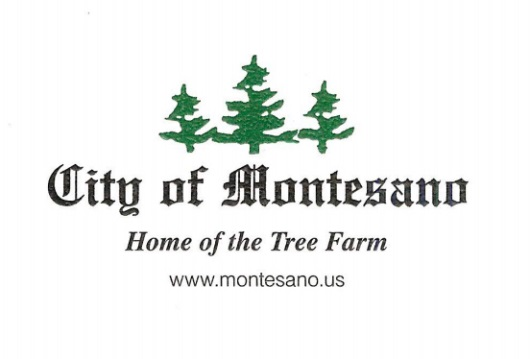 City of Montesano
Home of the Tree Farm
www.montesano.us